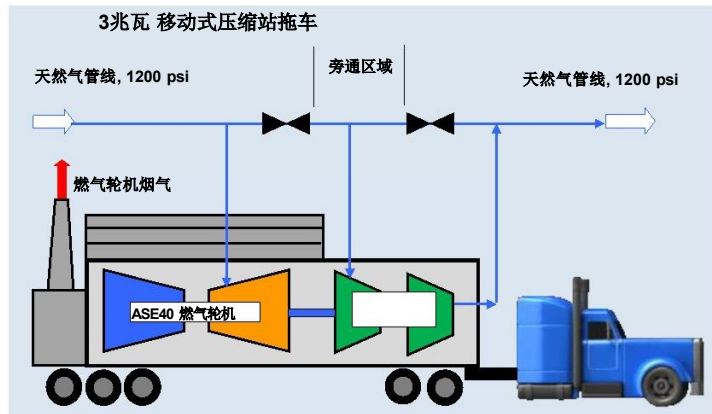 3兆瓦 移动式压缩站拖车
旁通区域
天然气管线, 1200 psi
天然气管线, 1200 psi
燃气轮机烟气
ASE40 燃气轮机